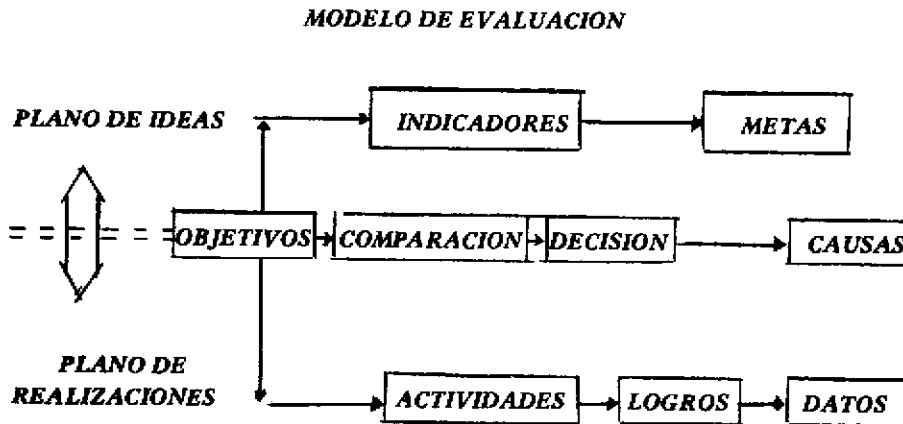 MODELO DE EVALUACION
PLANO DE IDEAS
INDICADORES
METAS
OBJETIVOS
COMPARACION
DECISION
CAUSAS
PLANO DE
REALIZACIONES
ACTIVIDADES
LOGROS
DATOS